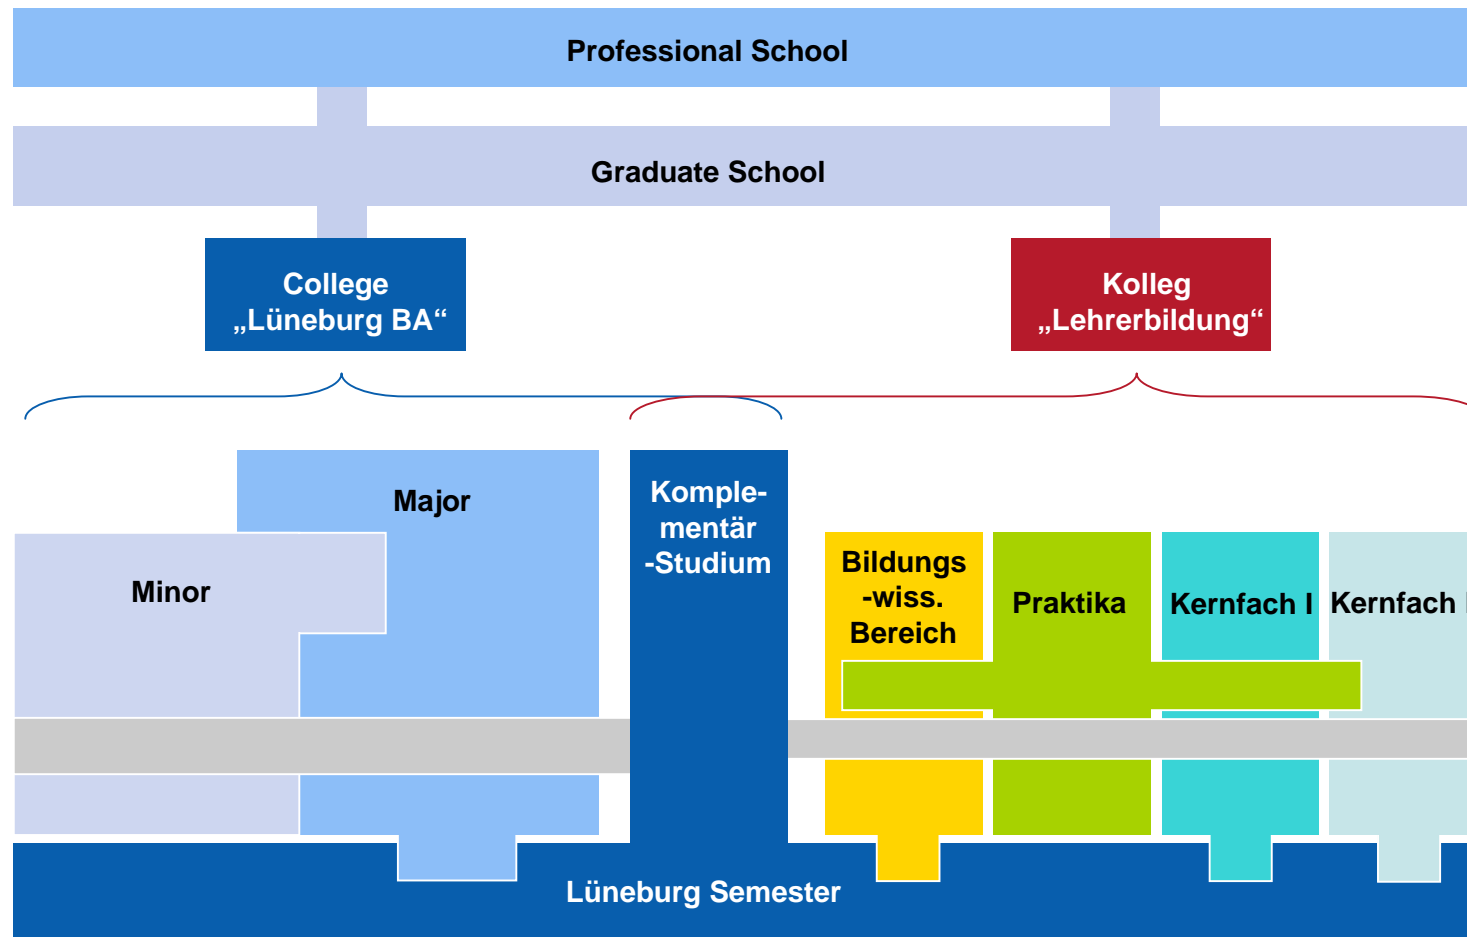 Professional School
Graduate School
College
„Lüneburg BA“
Kolleg
„Lehrerbildung“
Major
Minor
Komple-
mentär
-Studium
Bildungs
-wiss.
Bereich
Praktika
Kernfach I
Kernfach I
Lüneburg Semester